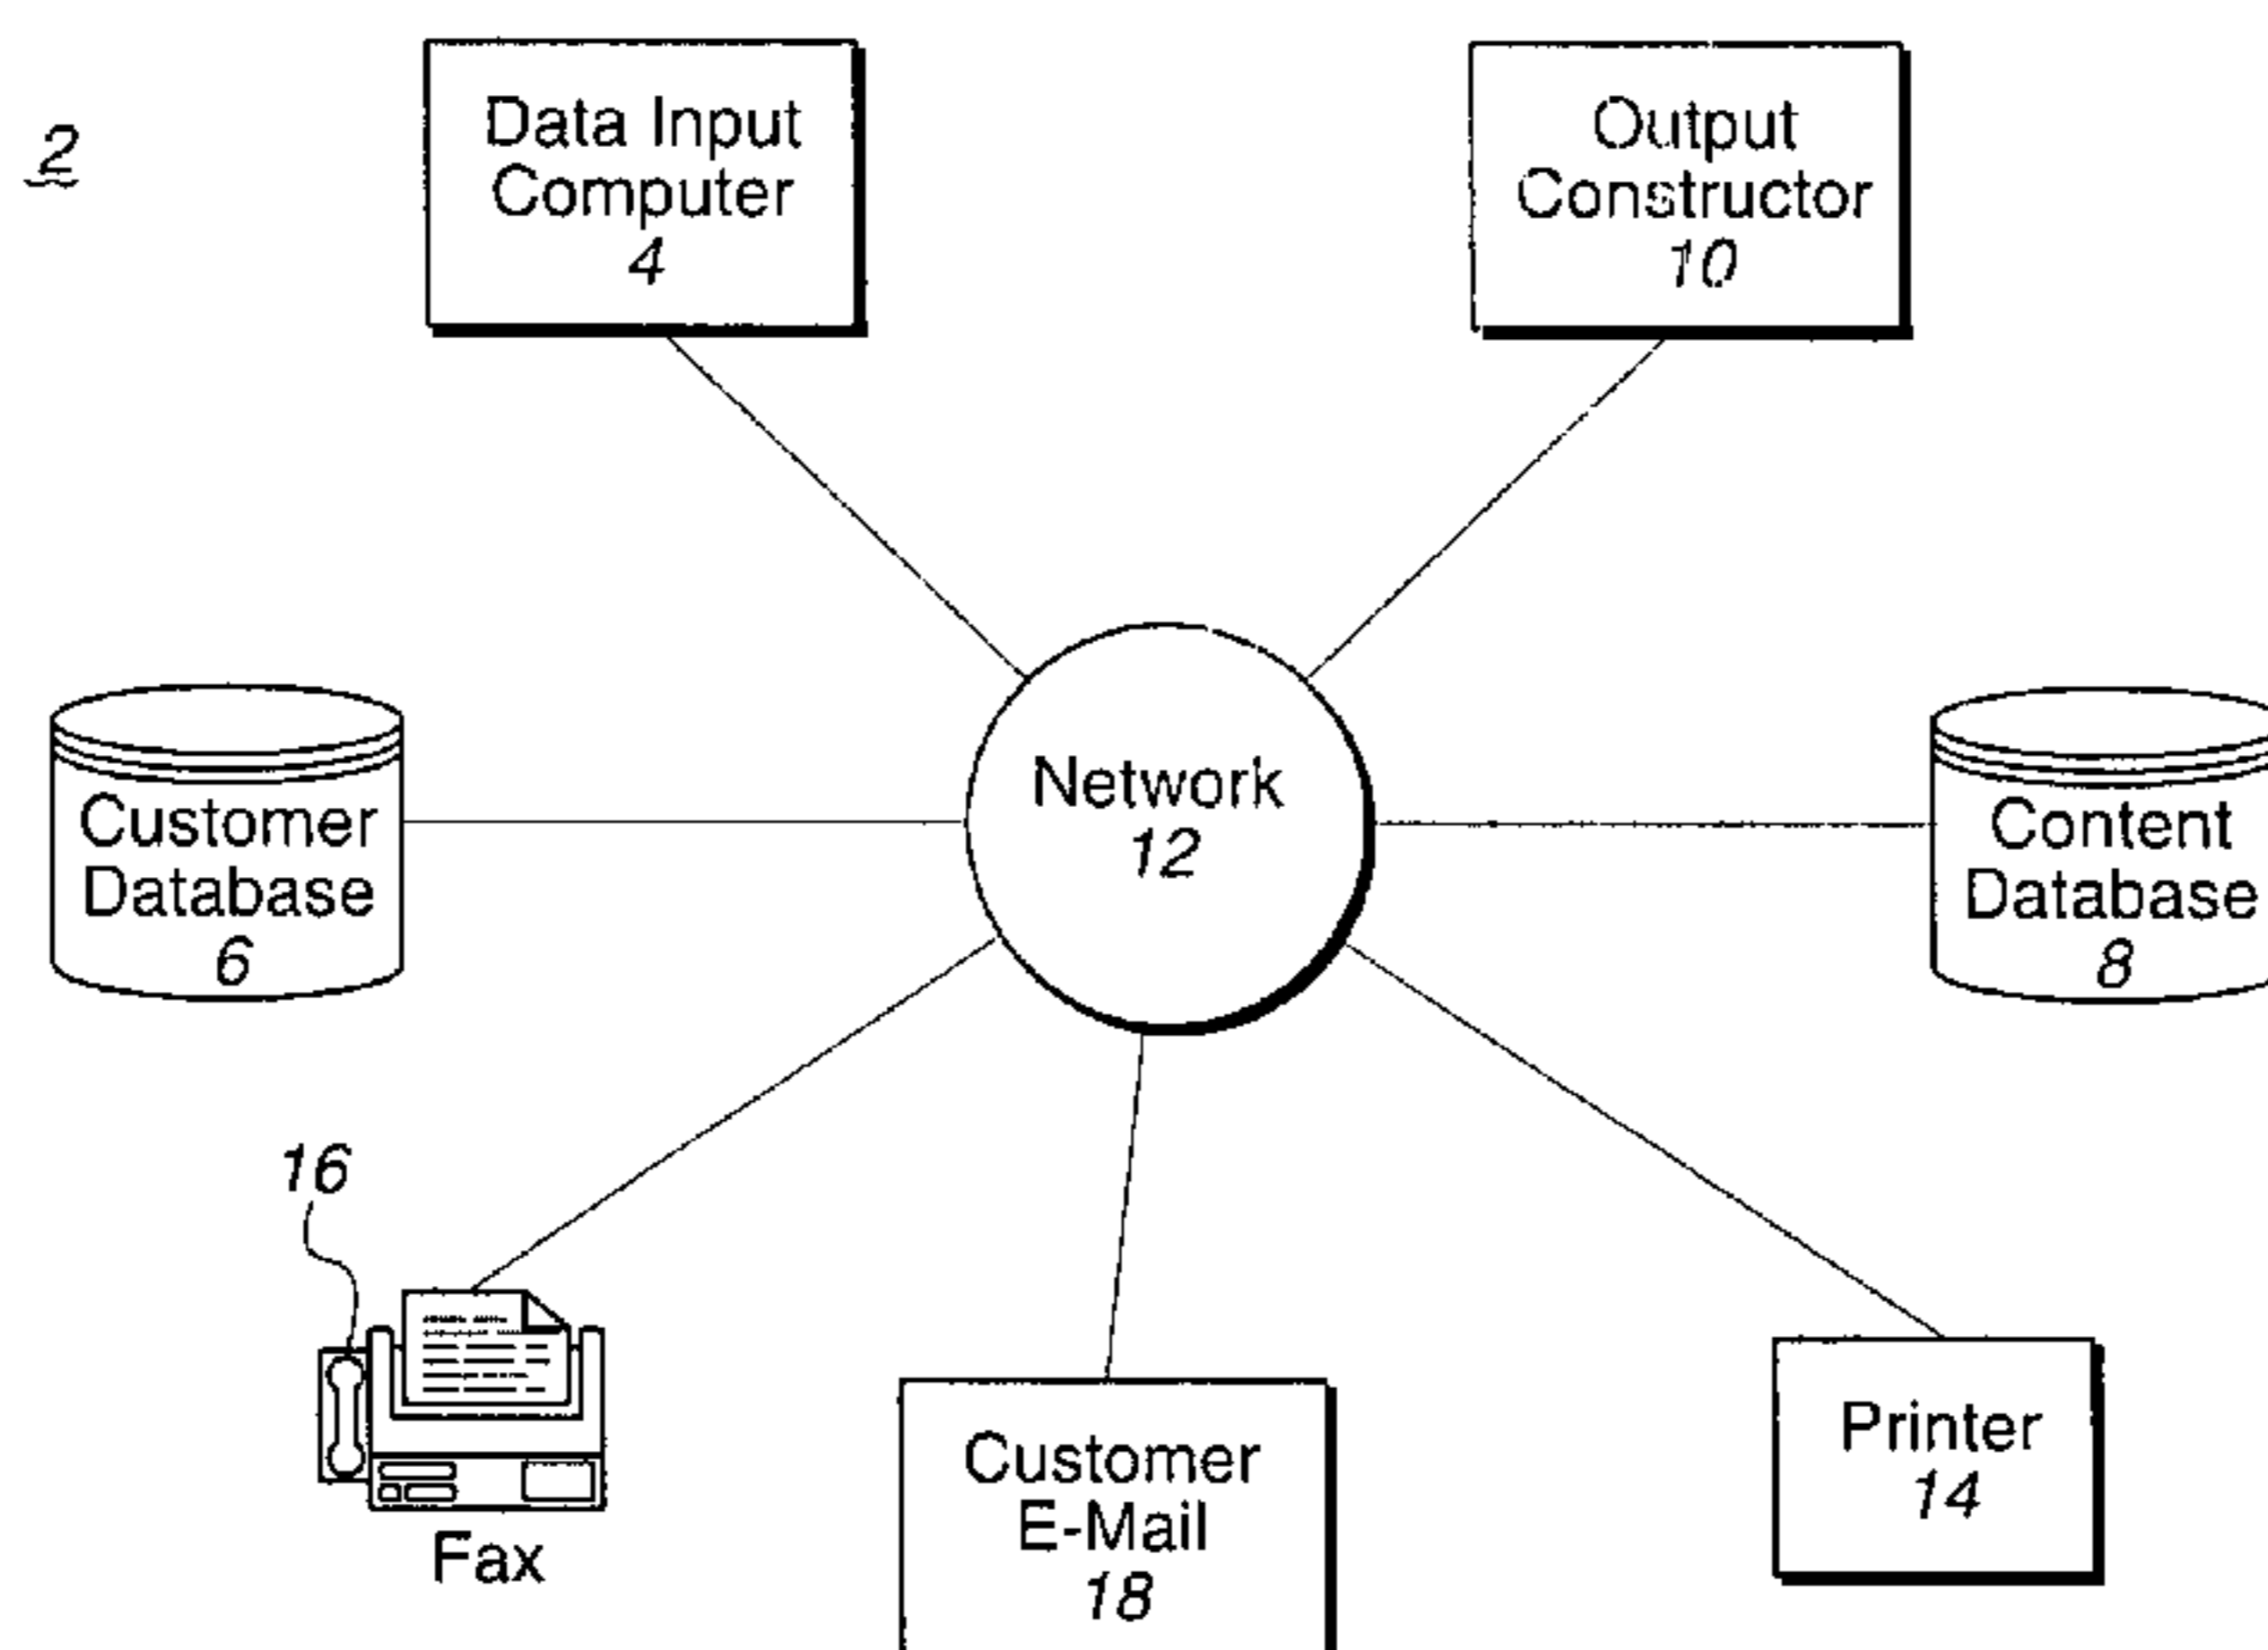 2
Data Input
Computer
4
Output
Constructor
10
Network
12
Customer
Database
6
Content
Database
8
16
Fax
Customer
E-Mail
18
Printer
14